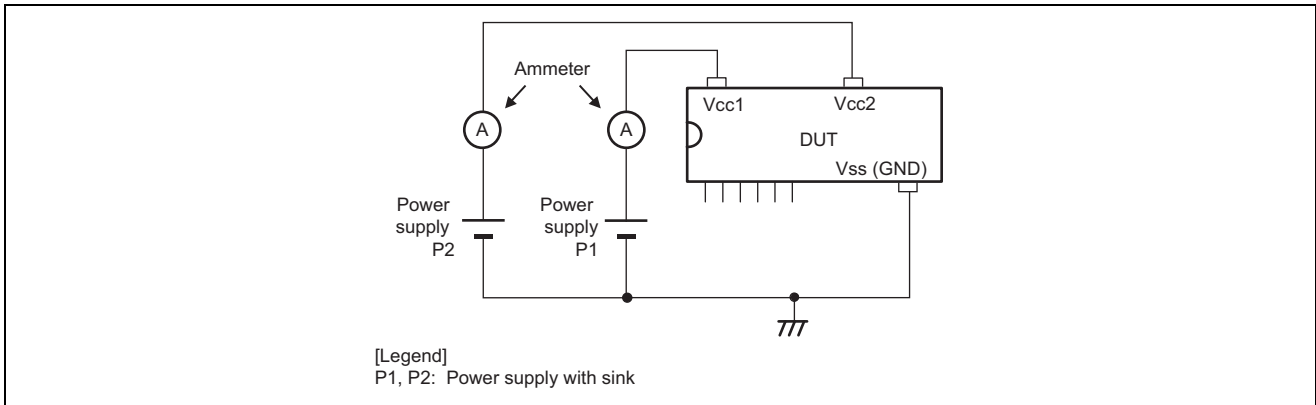 Ammeter
A
A
Vcc1
Vcc2
DUT
Vss (GND)
Power
supply
P2
Power
supply
P1
[Legend]
P1, P2: Power supply with sink